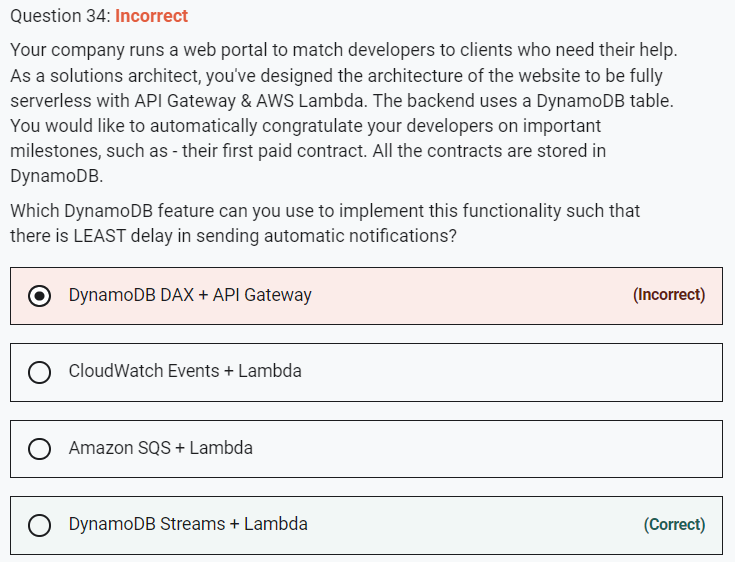 Question 34: Incorrect
Your company runs a web portal to match developers to clients who need their help.
As a solutions architect, you've designed the architecture of the website to be fully
serverless with API Gateway & AWS Lambda. The backend uses a DynamoDB table.
You would like to automatically congratulate your developers on important
milestones, such as - their first paid contract. All the contracts are stored in
DynamoDB.
Which DynamoDB feature can you use to implement this functionality such that
there is LEAST delay in sending automatic notifications?
DynamoDB DAX + API Gateway (Incorrect)
CloudWatch Events + Lambda
Amazon SQS + Lambda
DynamoDB Streams + Lambda (Correct)